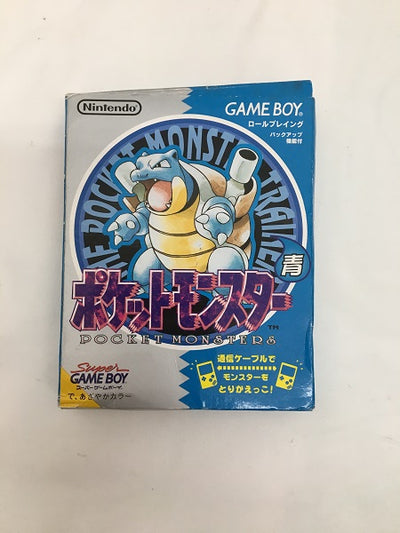 Nintendo
GAME BOY
ロールプレイング
バックアップ
機能付
THE POCKET MONSTER TRAINER
青
ポケットモンスター
TM
POCKET MONSTERS
通信ケーブルで
モンスターを
とりかえっこ!
Super
GAME BOY
スーパーゲームボーイ
で、あざやかカラー